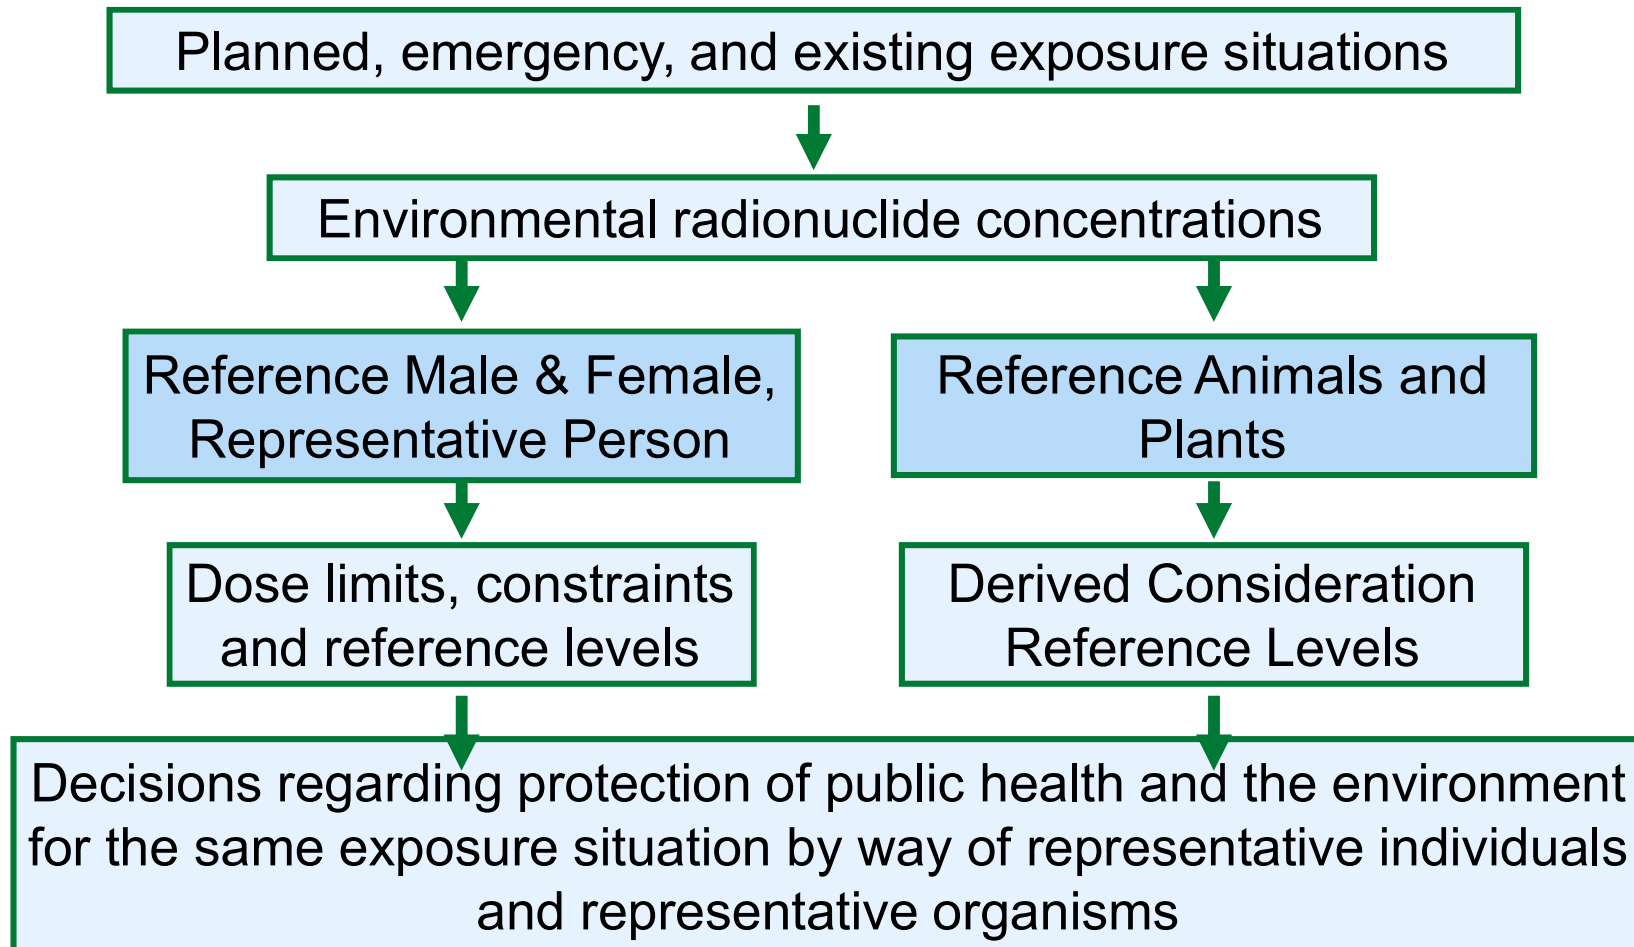 Planned, emergency, and existing exposure situations
Environmental radionuclide concentrations
Reference Male & Female,
Representative Person
Reference Animals and
Plants
Dose limits, constraints
and reference levels
Derived Consideration
Reference Levels
Decisions regarding protection of public health and the environment
for the same exposure situation by way of representative individuals
and representative organisms